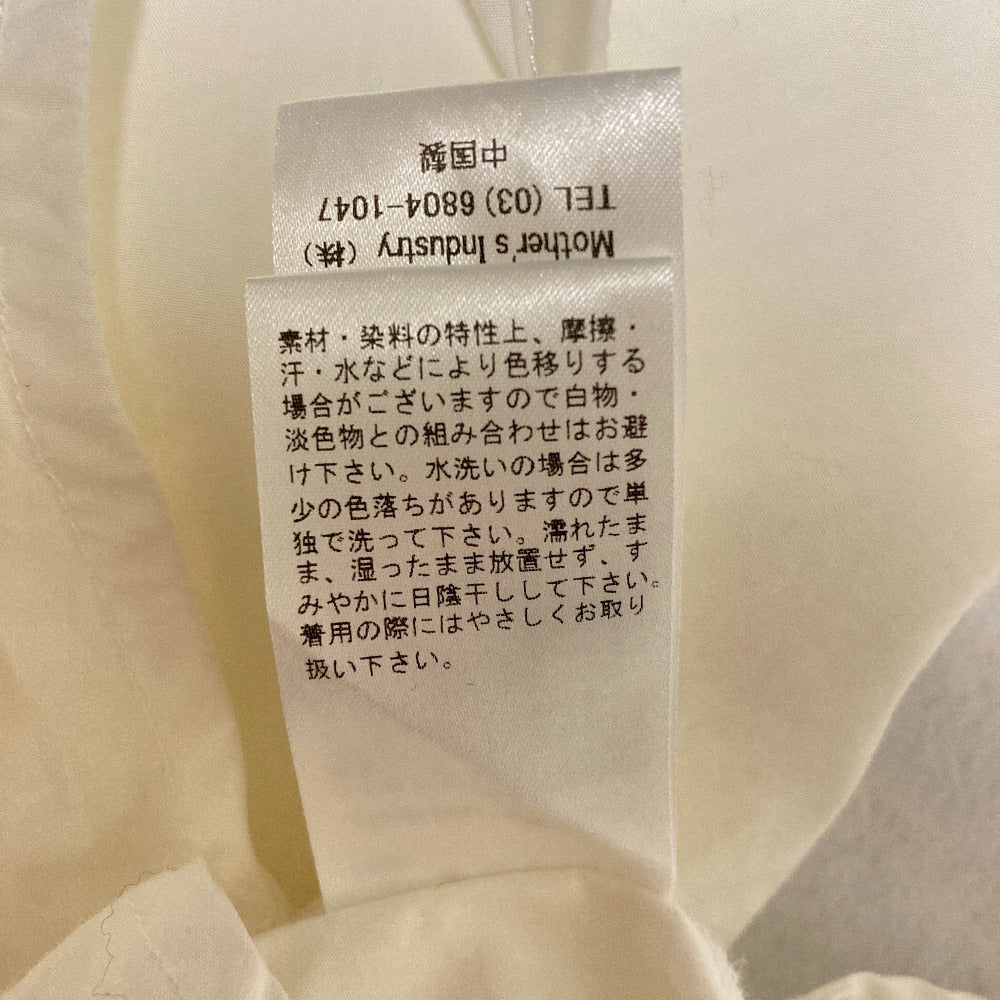 Mother's Industry (株)
TEL (03) 6804-1047
中国製
素材・染料の特性上、摩擦・
汗・水などにより色移りする
場合がございますので白物・
淡色物との組み合わせはお避
け下さい。水洗いの場合は多
少の色落ちがありますので単
独で洗って下さい。濡れたま
ま、湿ったまま放置せず、す
みやかに日陰干しして下さい。
着用の際にはやさしくお取り
扱い下さい。